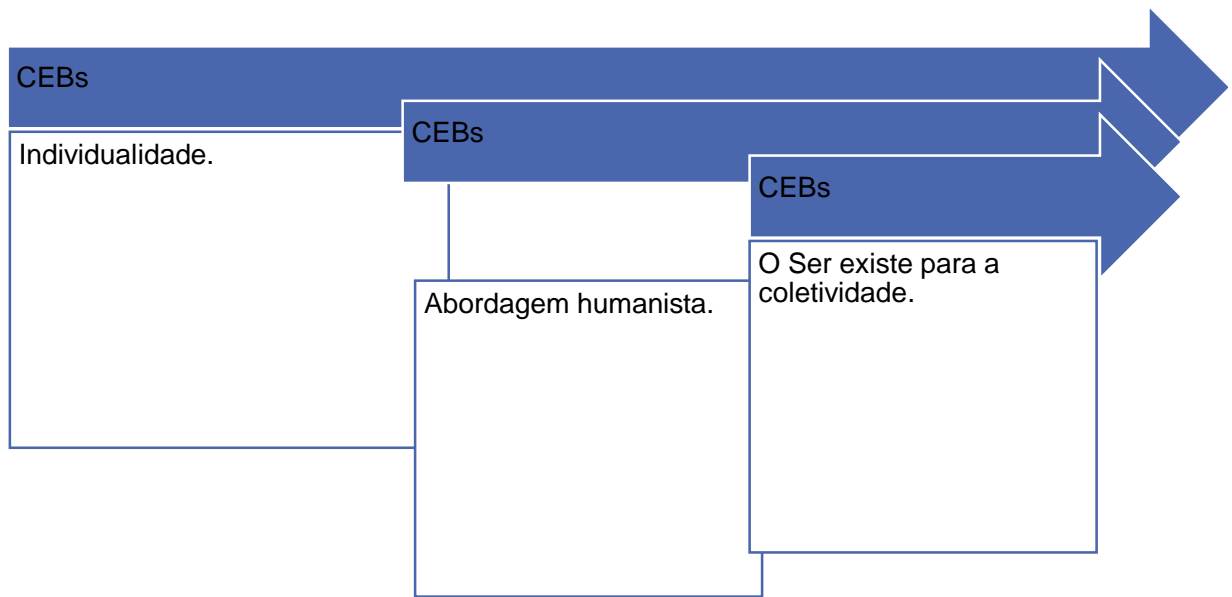 CEBs
Individualidade.
CEBs
Abordagem humanista.
CEBs
O Ser existe para a
coletividade.